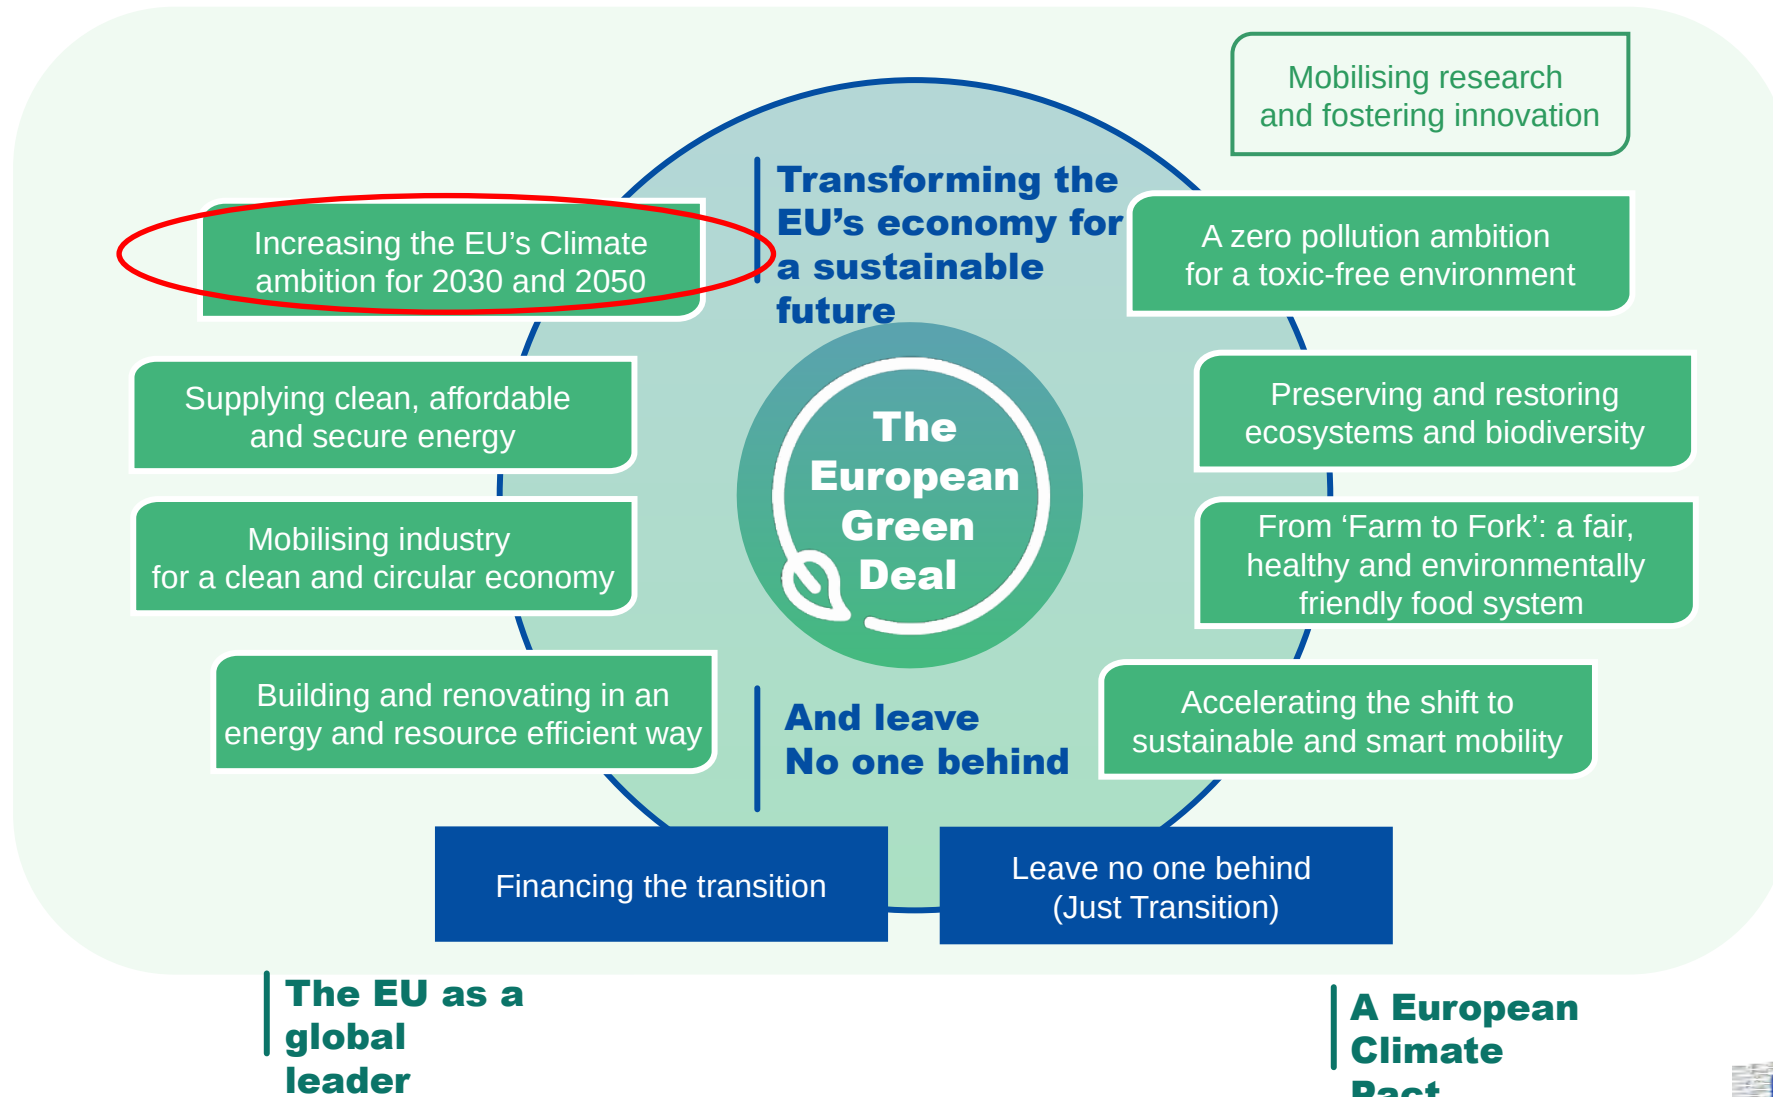 Mobilising research
and fostering innovation
Transforming the
EU’s economy for
a sustainable
future
Increasing the EU’s Climate
ambition for 2030 and 2050
A zero pollution ambition
for a toxic-free environment
Supplying clean, affordable
and secure energy
Preserving and restoring
ecosystems and biodiversity
The
European
Green
Deal
Mobilising industry
for a clean and circular economy
From ‘Farm to Fork’: a fair,
healthy and environmentally
friendly food system
Building and renovating in an
energy and resource efficient way
And leave
No one behind
Accelerating the shift to
sustainable and smart mobility
Financing the transition
Leave no one behind
(Just Transition)
The EU as a
global
leader
A European
Climate
Pact